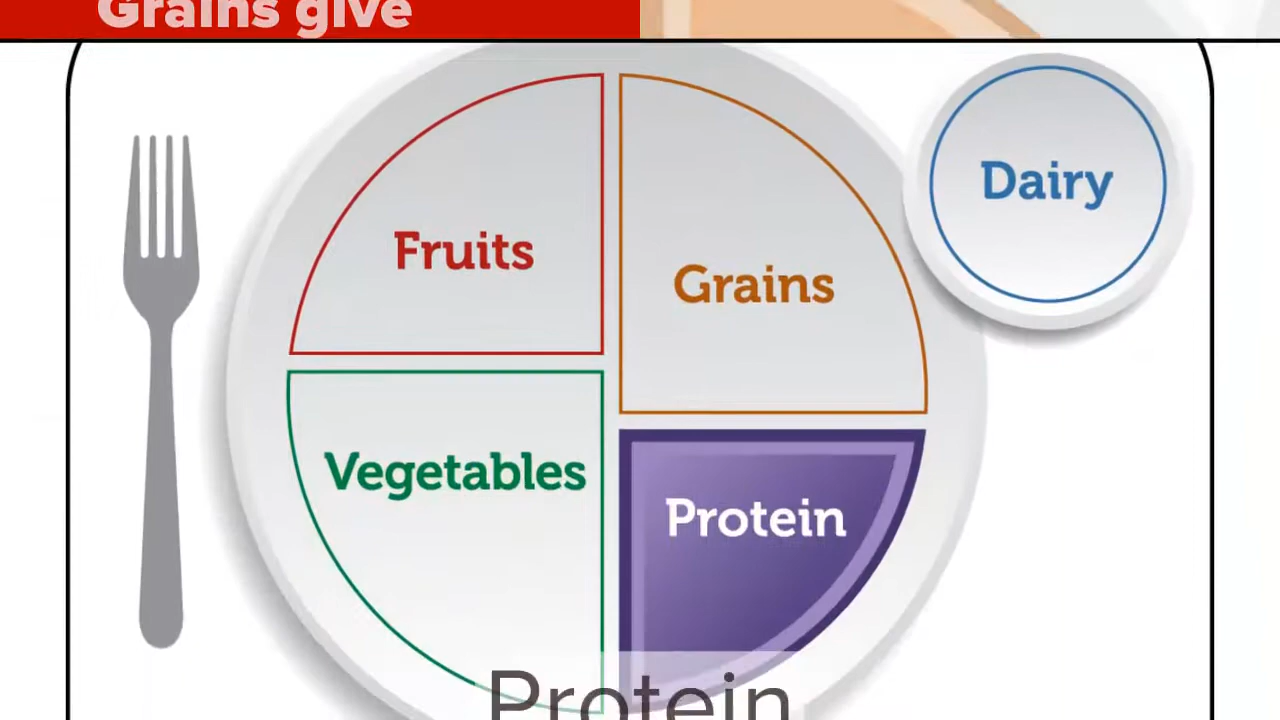 Grains give
Dairy
Fruits
Grains
Vegetables
Protein
Protein